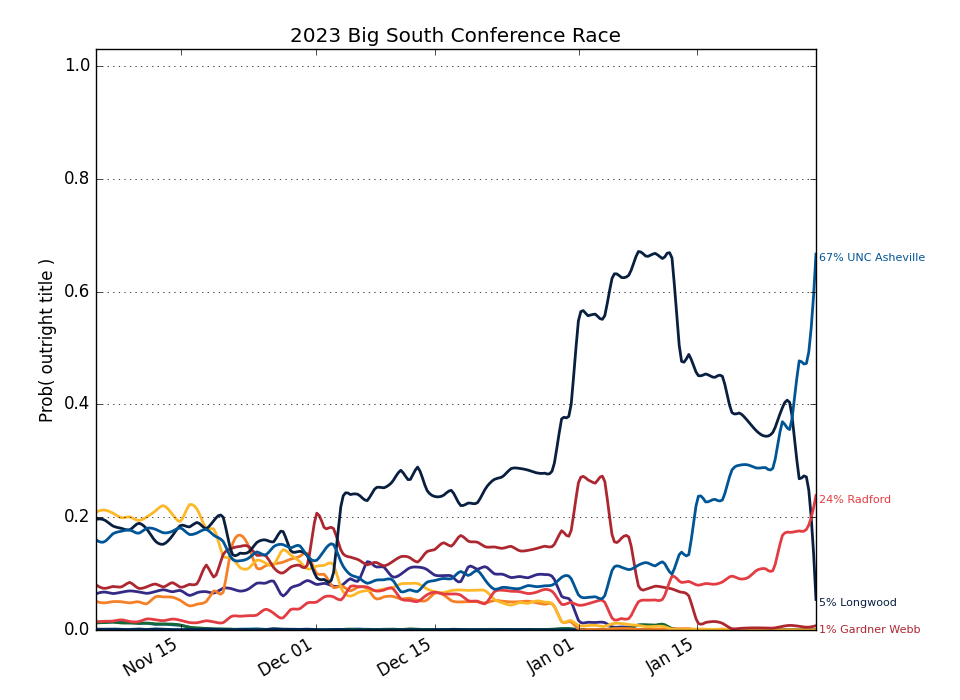 2023 Big South Conference Race
Prob( outright title )
1.0
0.8
0.6
0.4
0.2
0.0
Nov 15
Dec 01
Dec 15
Jan 01
Jan 15
67% UNC Asheville
24% Radford
5% Longwood
1% Gardner Webb